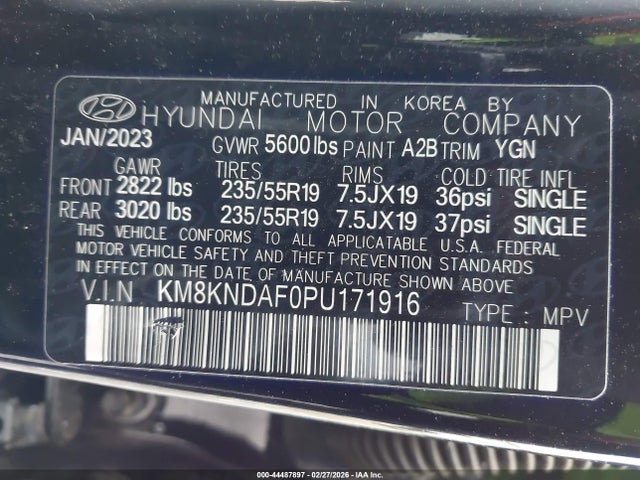 MANUFACTURED IN KOREA BY
HYUNDAI MOTOR COMPANY
JAN/2023 GVWR 5600 lbs PAINT A2B TRIM YGN
GAWR TIRES RIMS COLD TIRE INFL
FRONT 2822 lbs 235/55R19 7.5JX19 36psi SINGLE
REAR 3020 lbs 235/55R19 7.5JX19 37psi SINGLE
THIS VEHICLE CONFORMS TO ALL APPLICABLE U.S.A. FEDERAL
MOTOR VEHICLE SAFETY AND THEFT PREVENTION STANDARDS
IN EFFECT ON THE DATE OF MANUFACTURE SHOWN ABOVE
V.I.N KM8KNDAF0PU171916 TYPE : MPV
000-44487897 - 02/27/2026 - IAA Inc.